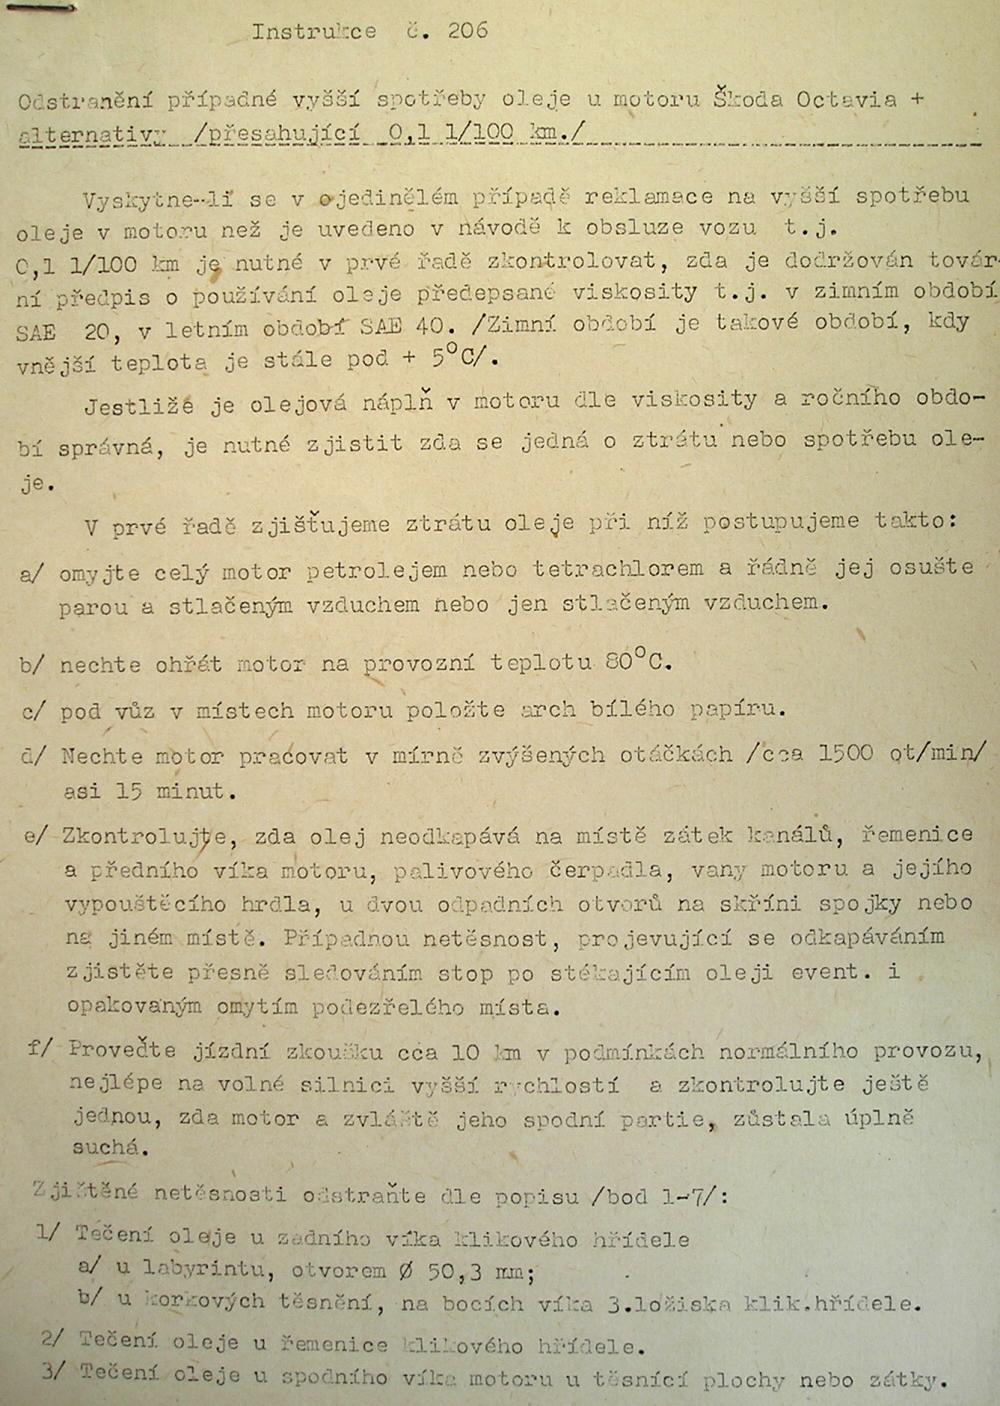 Instrukce č. 206
Odstranění případné vyšší spotřeby oleje u motoru Škoda Octavia +
alternativy /přesahující 0,1 l/100 km./
Vyskytne-li se v ojedinělém případě reklamace na vyšší spotřebu
oleje v motoru než je uvedeno v návodě k obsluze vozu t.j.
0,1 l/100 km je nutné v prvé řadě zkontrolovat, zda je dodržován továr-
ní předpis o používání oleje předepsané viskosity t.j. v zimním období
SAE 20, v letním období SAE 40. /Zimní období je takové období, kdy
vnější teplota je stále pod + 5°C/.
Jestliže je olejová náplň v motoru dle viskosity a ročního obdo-
bí správná, je nutné zjistit zda se jedná o ztrátu nebo spotřebu ole-
je.
V prvé řadě zjišťujeme ztrátu oleje při níž postupujeme takto:
a/ omyjte celý motor petrolejem nebo tetrachlorem a řádně jej osušte
parou a stlačeným vzduchem nebo jen stlačeným vzduchem.
b/ nechte ohřát motor na provozní teplotu 80°C.
c/ pod vůz v místech motoru položte arch bílého papíru.
d/ Nechte motor pracovat v mírně zvýšených otáčkách /cca 1500 ot/min/
asi 15 minut.
e/ Zkontrolujte, zda olej neodkapává na místě zátek kanálů, řemenice
a předního víka motoru, palivového čerpadla, vany motoru a jejího
vypouštěcího hrdla, u dvou odpadních otvorů na skříni spojky nebo
na jiném místě. Případnou netěsnost, projevující se odkapáváním
zjistěte přesně sledováním stop po stékajícím oleji event. i
opakovaným omytím podezřelého místa.
f/ Proveďte jízdní zkoušku cca 10 km v podmínkách normálního provozu,
nejlépe na volné silnici vyšší rychlostí a zkontrolujte ještě
jednou, zda motor a zvláště jeho spodní partie, zůstala úplně
suchá.
Zjištěné netěsnosti odstraňte dle popisu /bod 1-7/:
1/ Tečení oleje u zadního víka klikového hřídele
a/ u labyrintu, otvorem Ø 50,3 mm;
b/ u korkových těsnění, na bocích víka 3.ložiska klik.hřídele.
2/ Tečení oleje u řemenice klikového hřídele.
3/ Tečení oleje u spodního víka motoru u těsnící plochy nebo zátky.